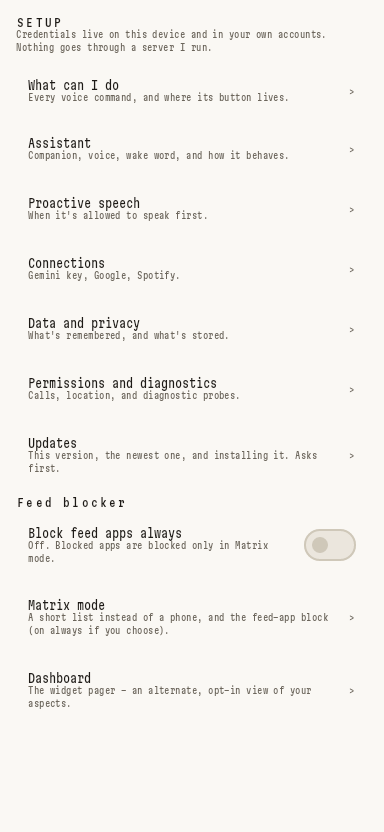 SETUP
Credentials live on this device and in your own accounts.
Nothing goes through a server I run.
What can I do
Every voice command, and where its button lives.
>
Assistant
Companion, voice, wake word, and how it behaves.
>
Proactive speech
When it's allowed to speak first.
>
Connections
Gemini key, Google, Spotify.
>
Data and privacy
What's remembered, and what's stored.
>
Permissions and diagnostics
Calls, location, and diagnostic probes.
>
Updates
This version, the newest one, and installing it. Asks
first.
>
Feed blocker
Block feed apps always
Off. Blocked apps are blocked only in Matrix
mode.
Matrix mode
A short list instead of a phone, and the feed-app block
(on always if you choose).
>
Dashboard
The widget pager – an alternate, opt-in view of your
aspects.
>